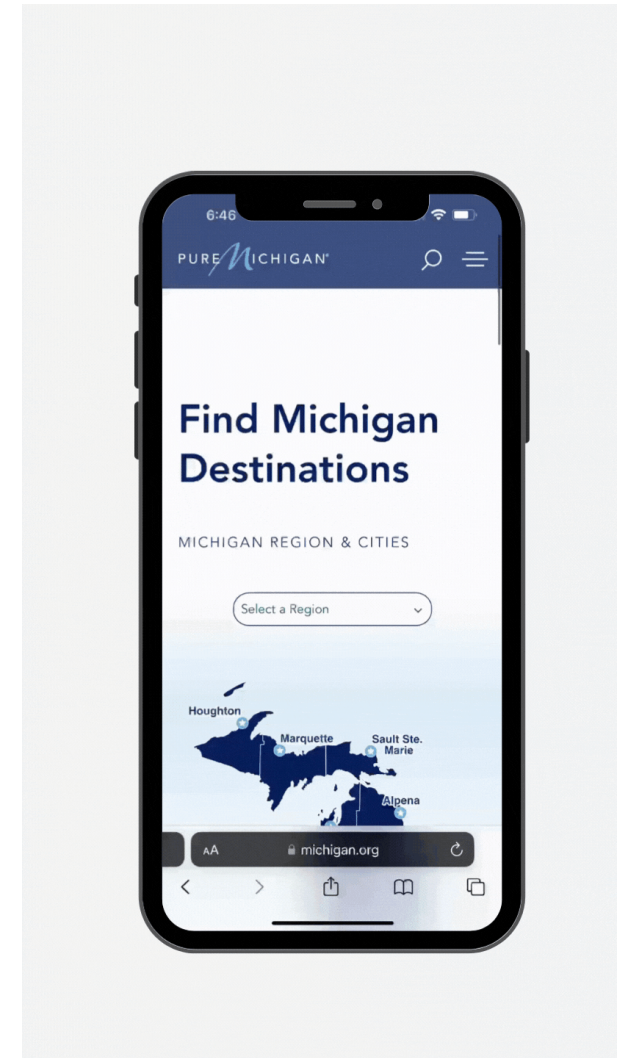 6:46
PURE MICHIGAN®
Find Michigan
Destinations
MICHIGAN REGION & CITIES
Select a Region
Houghton
Marquette
Sault Ste.
Marie
Alpena
AA
michigan.org